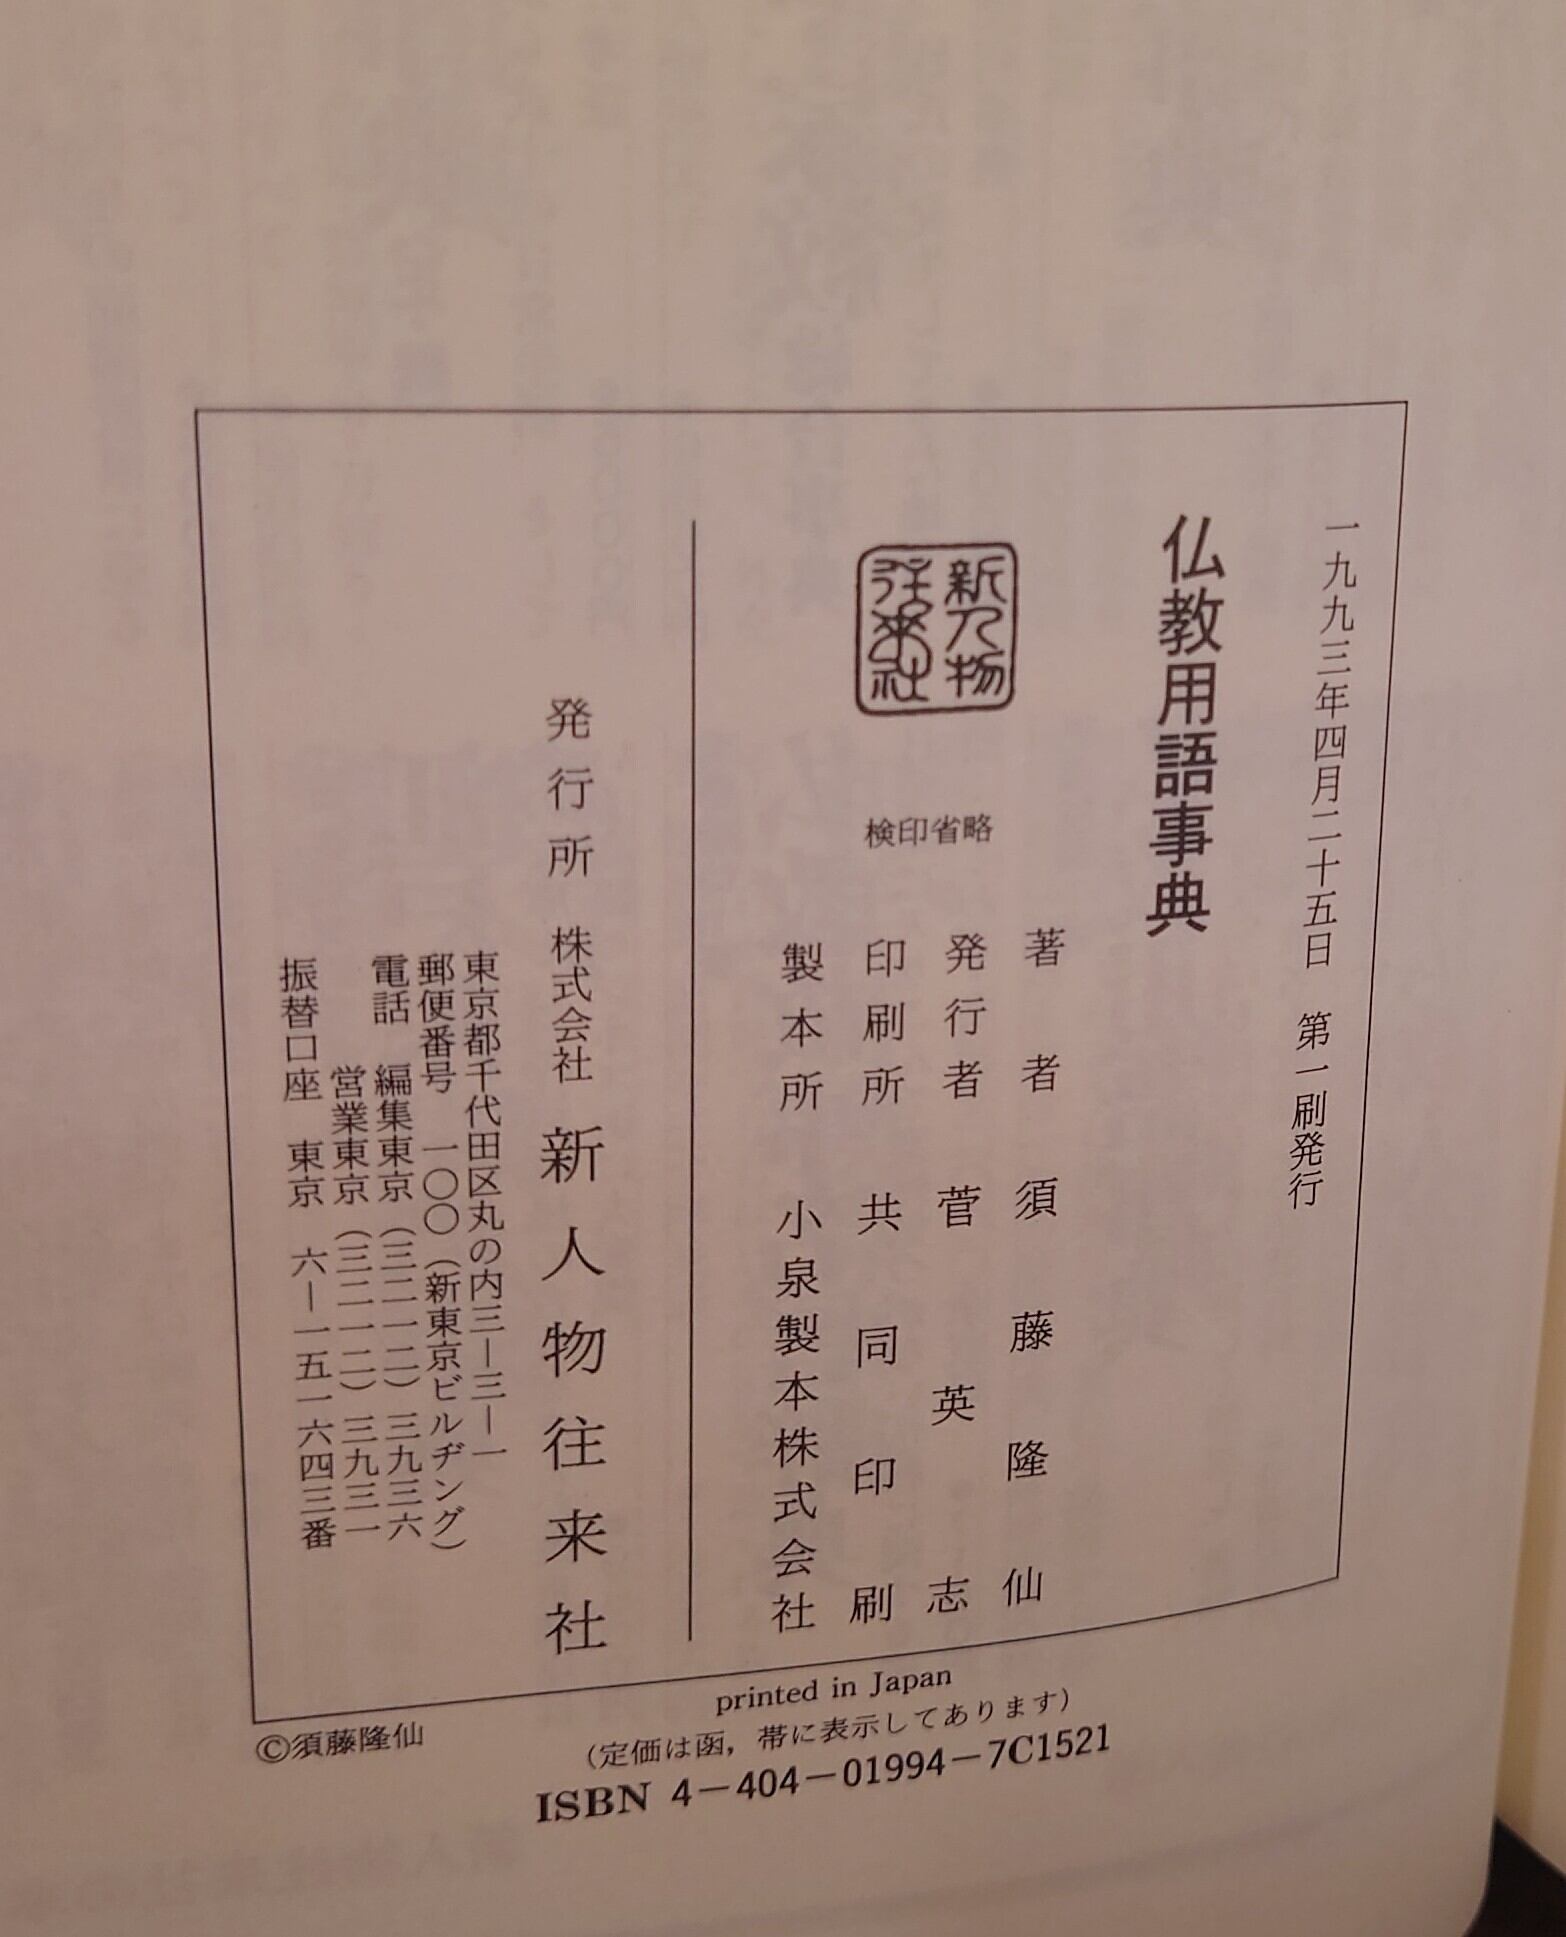 一九九三年四月二十五日　第一刷発行
仏教用語事典
新人物
往来社
検印省略
著者　須藤隆仙
発行者　菅英志
印刷所　共同印刷
製本所　小泉製本株式会社
発行所　株式会社　新人物往来社
東京都千代田区丸の内三―三―一
郵便番号　一〇〇（新東京ビルヂング）
電話　編集東京（三二一二）三九三六
営業東京（三二一二）三九三一
振替口座　東京　六―一五一六四三番
©須藤隆仙
printed in Japan
（定価は函，帯に表示してあります）
ISBN 4―404―01994―7C1521